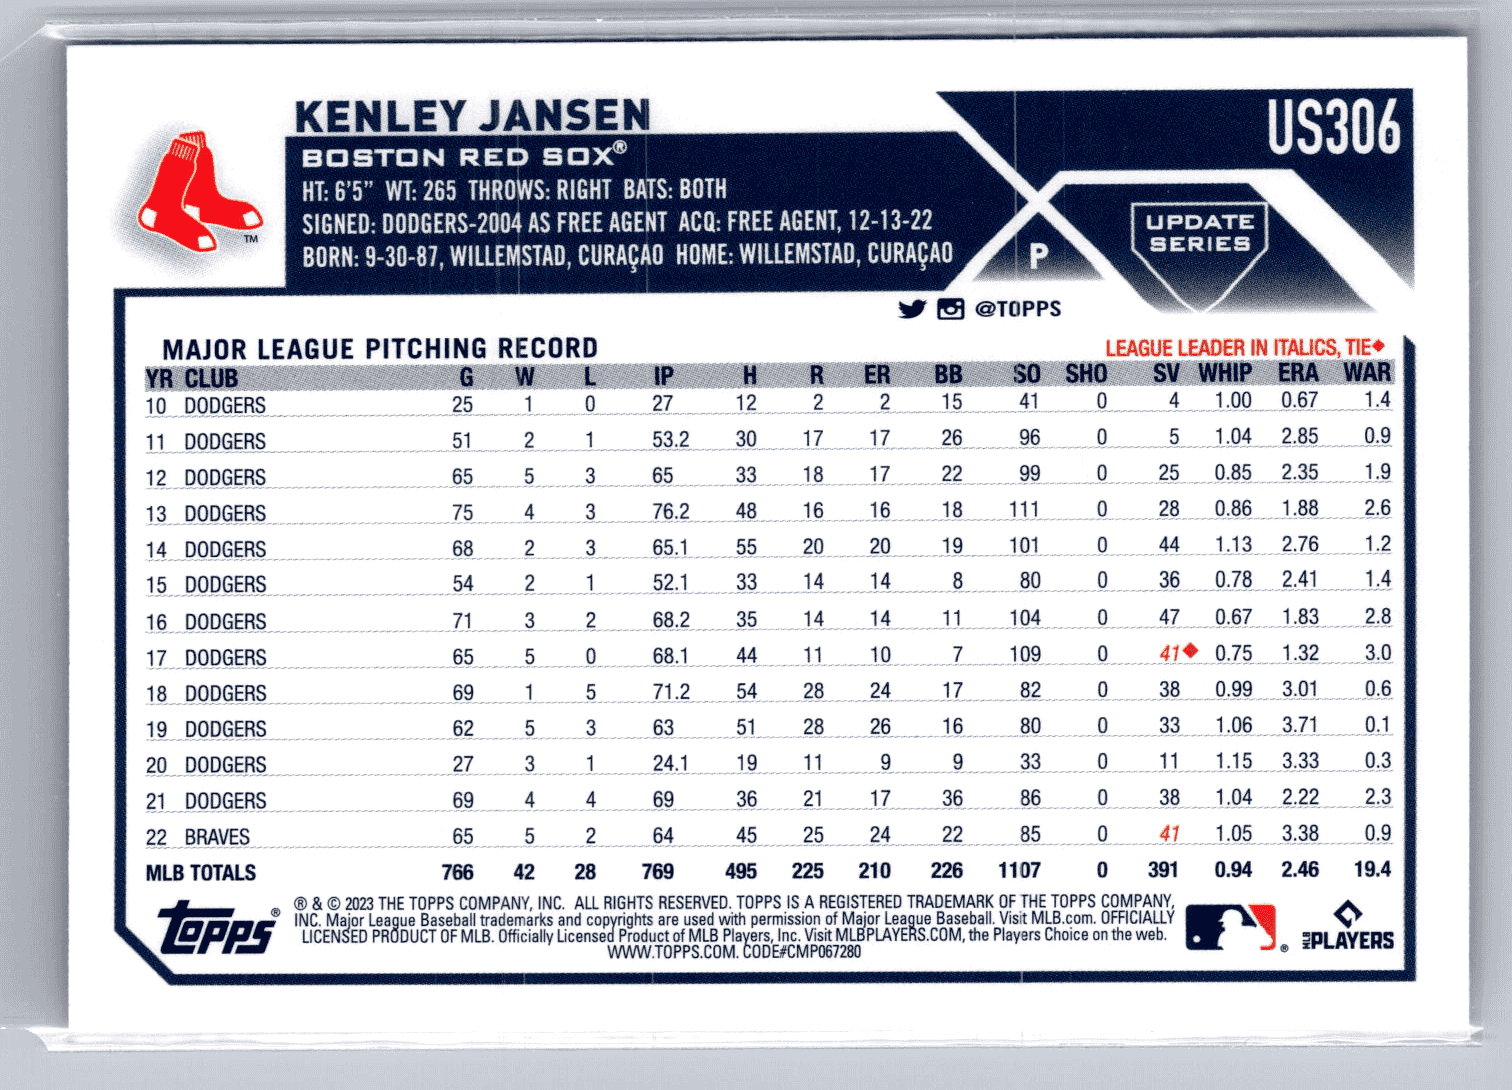 KENLEY JANSEN
US306
BOSTON RED SOX®
HT: 6'5" WT: 265 THROWS: RIGHT BATS: BOTH
SIGNED: DODGERS-2004 AS FREE AGENT ACQ: FREE AGENT, 12-13-22
BORN: 9-30-87, WILLEMSTAD, CURAÇAO HOME: WILLEMSTAD, CURAÇAO
TM
P
UPDATE
SERIES
@TOPPS
MAJOR LEAGUE PITCHING RECORD
LEAGUE LEADER IN ITALICS, TIE♦
YR CLUB G W L IP H R ER BB SO SHO SV WHIP ERA WAR
10 DODGERS 25 1 0 27 12 2 2 15 41 0 4 1.00 0.67 1.4
11 DODGERS 51 2 1 53.2 30 17 17 26 96 0 5 1.04 2.85 0.9
12 DODGERS 65 5 3 65 33 18 17 22 99 0 25 0.85 2.35 1.9
13 DODGERS 75 4 3 76.2 48 16 16 18 111 0 28 0.86 1.88 2.6
14 DODGERS 68 2 3 65.1 55 20 20 19 101 0 44 1.13 2.76 1.2
15 DODGERS 54 2 1 52.1 33 14 14 8 80 0 36 0.78 2.41 1.4
16 DODGERS 71 3 2 68.2 35 14 14 11 104 0 47 0.67 1.83 2.8
17 DODGERS 65 5 0 68.1 44 11 10 7 109 0 41♦ 0.75 1.32 3.0
18 DODGERS 69 1 5 71.2 54 28 24 17 82 0 38 0.99 3.01 0.6
19 DODGERS 62 5 3 63 51 28 26 16 80 0 33 1.06 3.71 0.1
20 DODGERS 27 3 1 24.1 19 11 9 9 33 0 11 1.15 3.33 0.3
21 DODGERS 69 4 4 69 36 21 17 36 86 0 38 1.04 2.22 2.3
22 BRAVES 65 5 2 64 45 25 24 22 85 0 41 1.05 3.38 0.9
MLB TOTALS 766 42 28 769 495 225 210 226 1107 0 391 0.94 2.46 19.4
TOPPS®
® & © 2023 THE TOPPS COMPANY, INC. ALL RIGHTS RESERVED. TOPPS IS A REGISTERED TRADEMARK OF THE TOPPS COMPANY,
INC. Major League Baseball trademarks and copyrights are used with permission of Major League Baseball. Visit MLB.com. OFFICIALLY
LICENSED PRODUCT OF MLB. Officially Licensed Product of MLB Players, Inc. Visit MLBPLAYERS.COM, the Players Choice on the web.
WWW.TOPPS.COM. CODE#CMP067280
®
MLB PLAYERS